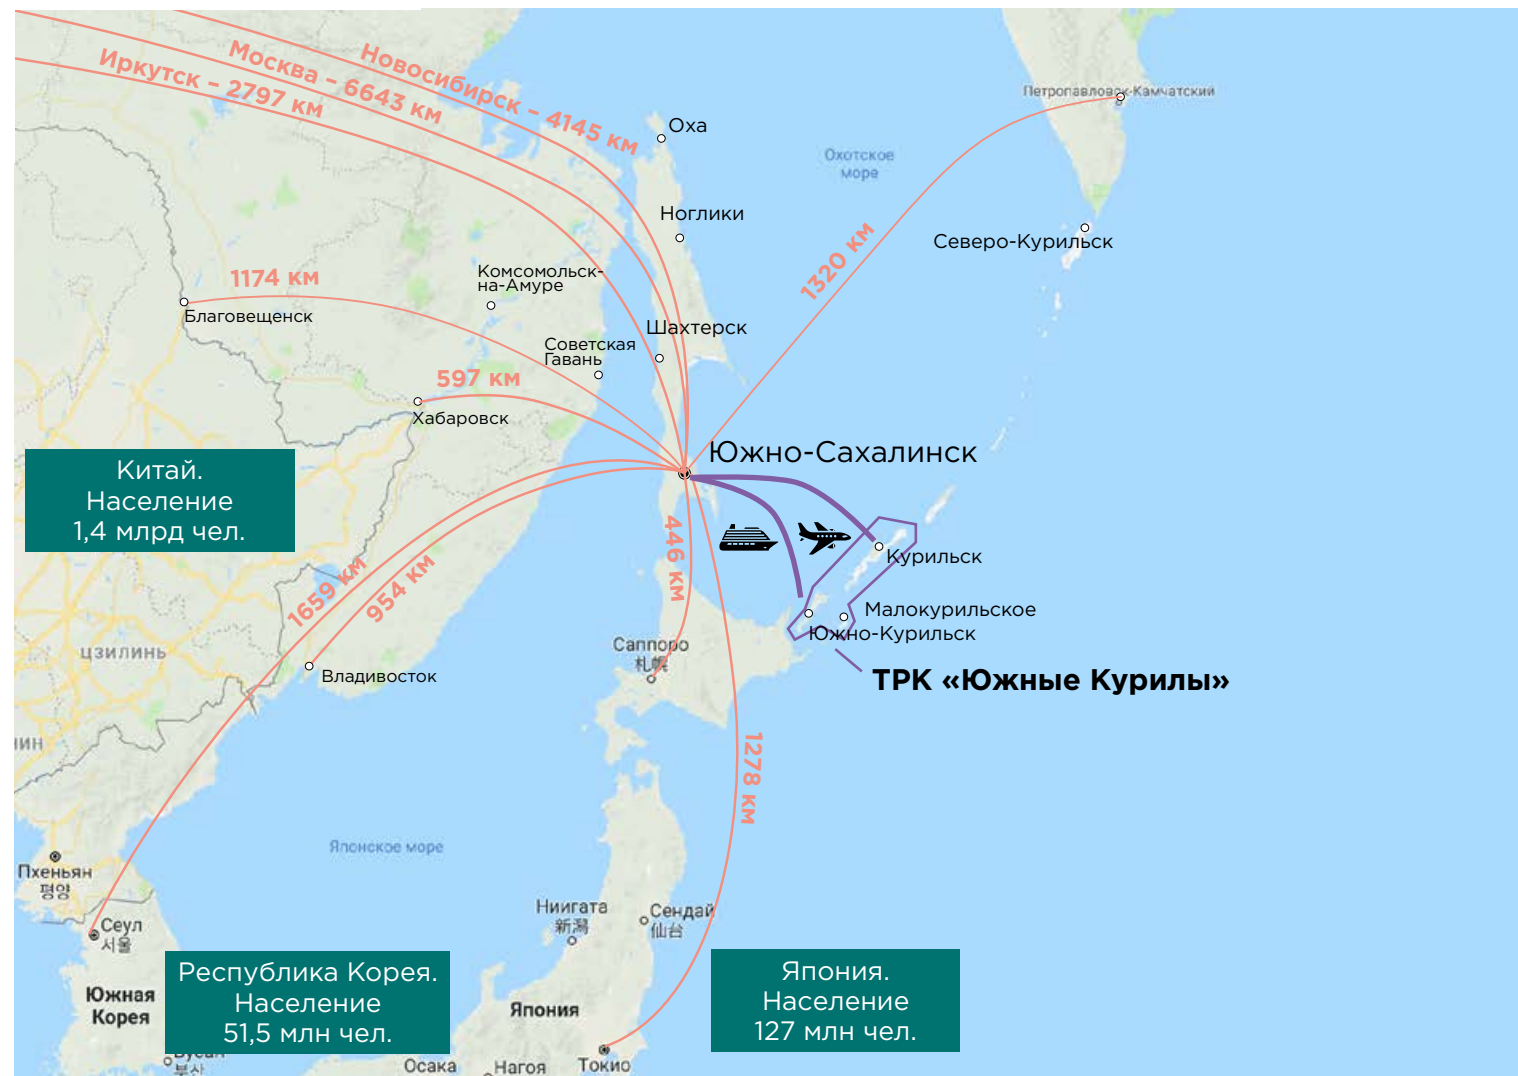 Новосибирск – 4145 км
Москва – 6643 км
Иркутск – 2797 км
Петропавловск-Камчатский
Оха
Охотское
море
Ноглики
Северо-Курильск
1320 км
1174 км
Комсомольск-
на-Амуре
Благовещенск
Шахтерск
Советская
Гавань
597 км
Хабаровск
Южно-Сахалинск
Китай.
Население
1,4 млрд чел.
446 км
Курильск
1659 км
954 км
Малокурильское
Южно-Курильск
цзилинь
Саппоро
札幌
Владивосток
ТРК «Южные Курилы»
1278 км
Японское море
Пхеньян
평양
Ниигата
新潟
Сендай
仙台
Сеул
서울
Республика Корея.
Население
51,5 млн чел.
Япония.
Население
127 млн чел.
Южная
Корея
Япония
Бусан
부산
Осака
Нагоя
Токио